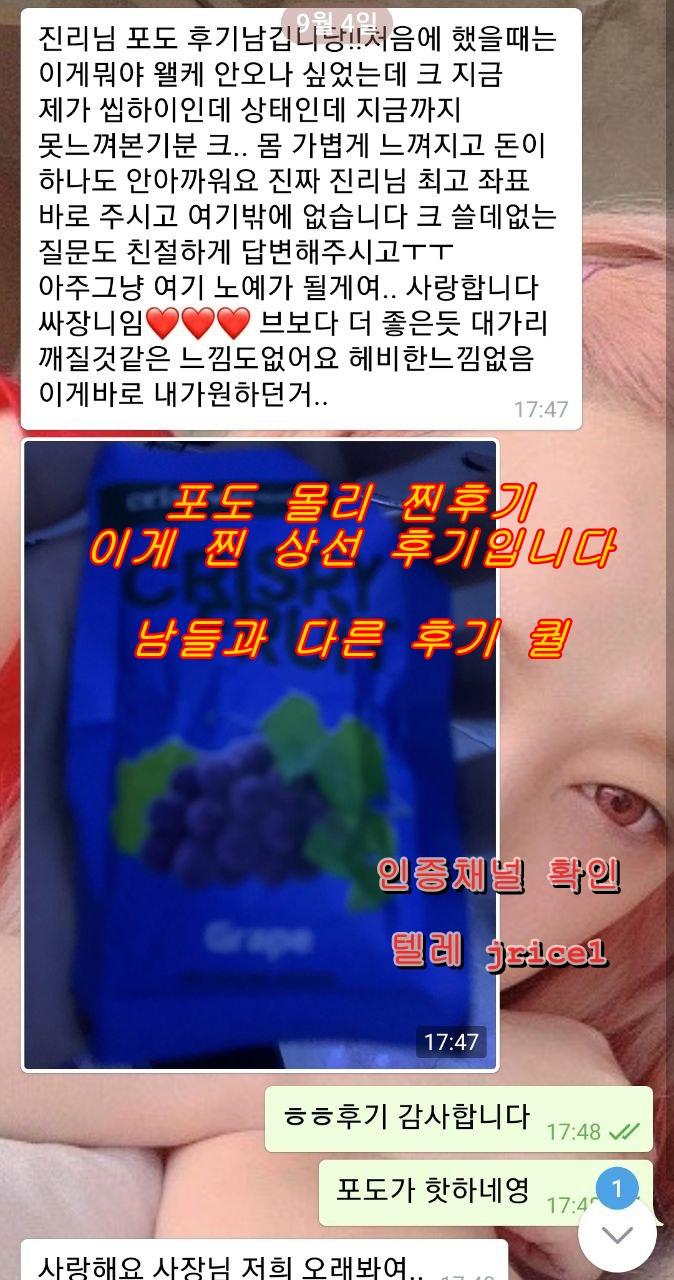 9월 4일
진리님 포도 후기남깁니당!!처음에 했을때는
이게뭐야 왤케 안오나 싶었는데 크 지금
제가 씹하이인데 상태인데 지금까지
못느껴본기분 크.. 몸 가볍게 느껴지고 돈이
하나도 안아까워요 진짜 진리님 최고 좌표
바로 주시고 여기밖에 없습니다 크 쓸데없는
질문도 친절하게 답변해주시고ㅜㅜ
아주그냥 여기 노예가 될게여.. 사랑합니다
싸장니임❤️❤️❤️ 브보다 더 좋은듯 대가리
깨질것같은 느낌도없어요 헤비한느낌없음
이게바로 내가원하던거..
17:47
포도 몰리 찐후기
이게 찐 상선 후기입니다
CRISPY
FRUIT
남들과 다른 후기 퀄
인증채널 확인
Grape
텔레 jrice1
17:47
ㅎㅎ후기 감사합니다
17:48
포도가 핫하네영
1
사랑해요 사장님 저희 오래봐여..